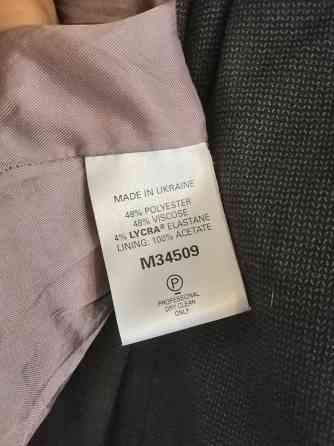 MADE IN UKRAINE
48% POLYESTER
48% VISCOSE
4% LYCRA® ELASTANE
LINING: 100% ACETATE
M34509
P
PROFESSIONAL
DRY CLEAN
ONLY